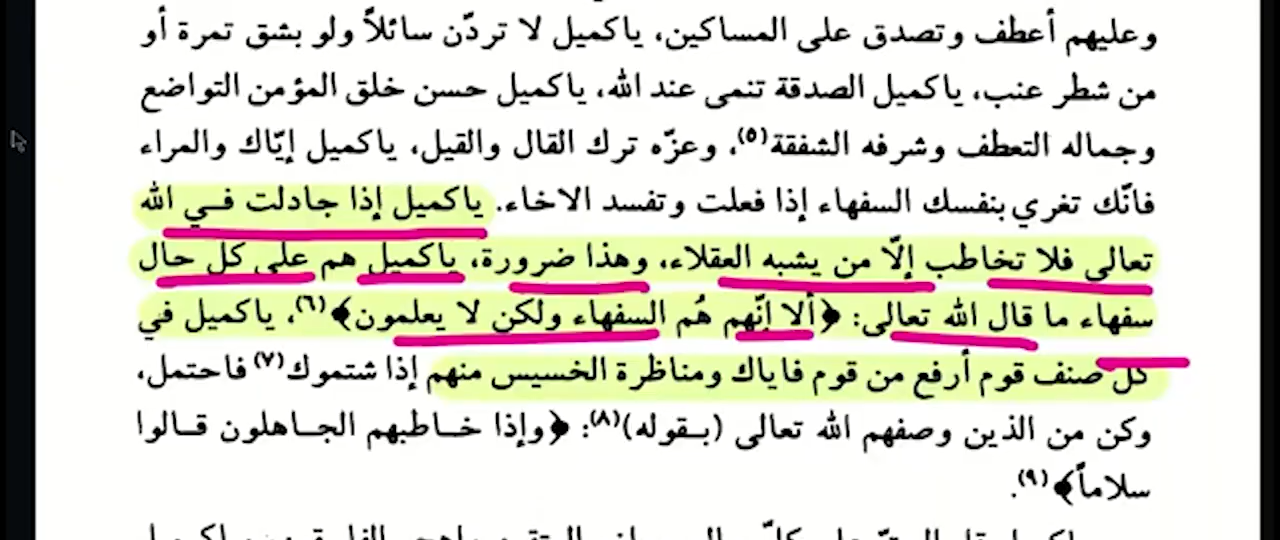 وعليهم أعطف وتصدق على المساكين، ياكميل لا تردّن سائلاً ولو بشق تمرة أو
من شطر عنب، ياكميل الصدقة تنمى عند الله، ياكميل حسن خلق المؤمن التواضع
وجماله التعطف وشرفه الشفقة(٥)، وعزّه ترك القال والقيل، ياكميل إيّاك والمراء
فانّك تغري بنفسك السفهاء إذا فعلت وتفسد الاخاء. ياكميل إذا جادلت في الله
تعالى فلا تخاطب إلّا من يشبه العقلاء، وهذا ضرورة، ياكميل هم على كل حال
سفهاء ما قال الله تعالى: ﴿ألا انّهم هُم السفهاء ولكن لا يعلمون﴾(٦)، ياكميل في
كل صنف قوم أرفع من قوم فاياك ومناظرة الخسيس منهم إذا شتموك(٧) فاحتمل،
وكن من الذين وصفهم الله تعالى (بقوله)(٨): ﴿وإذا خاطبهم الجاهلون قالوا
سلاماً﴾(٩).